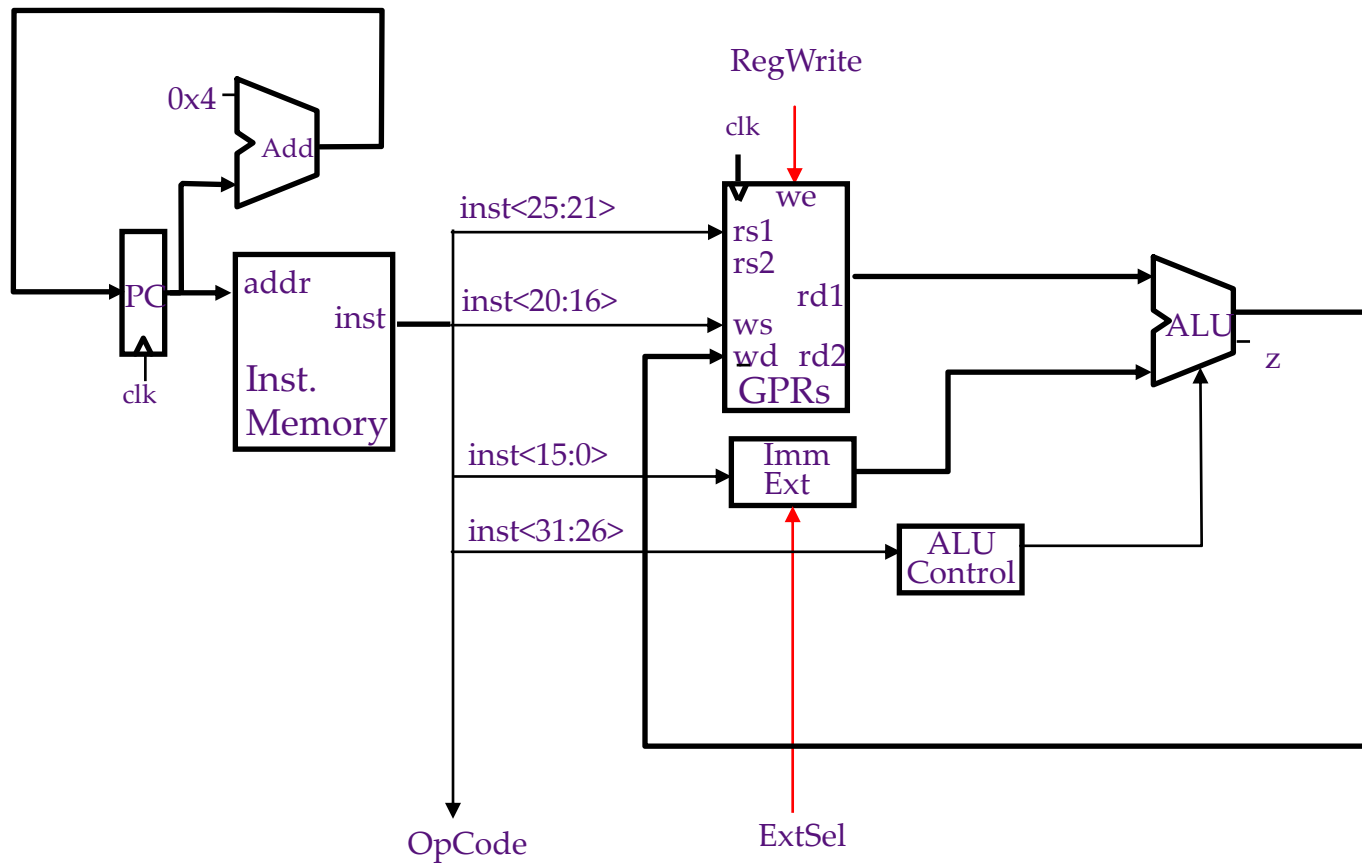 RegWrite
0x4
Add
clk
we
inst<25:21>
rs1
rs2
PC
addr
inst
inst<20:16>
rd1
ws
wd rd2
ALU
z
clk
Inst.
Memory
GPRs
inst<15:0>
Imm
Ext
inst<31:26>
ALU
Control
OpCode
ExtSel